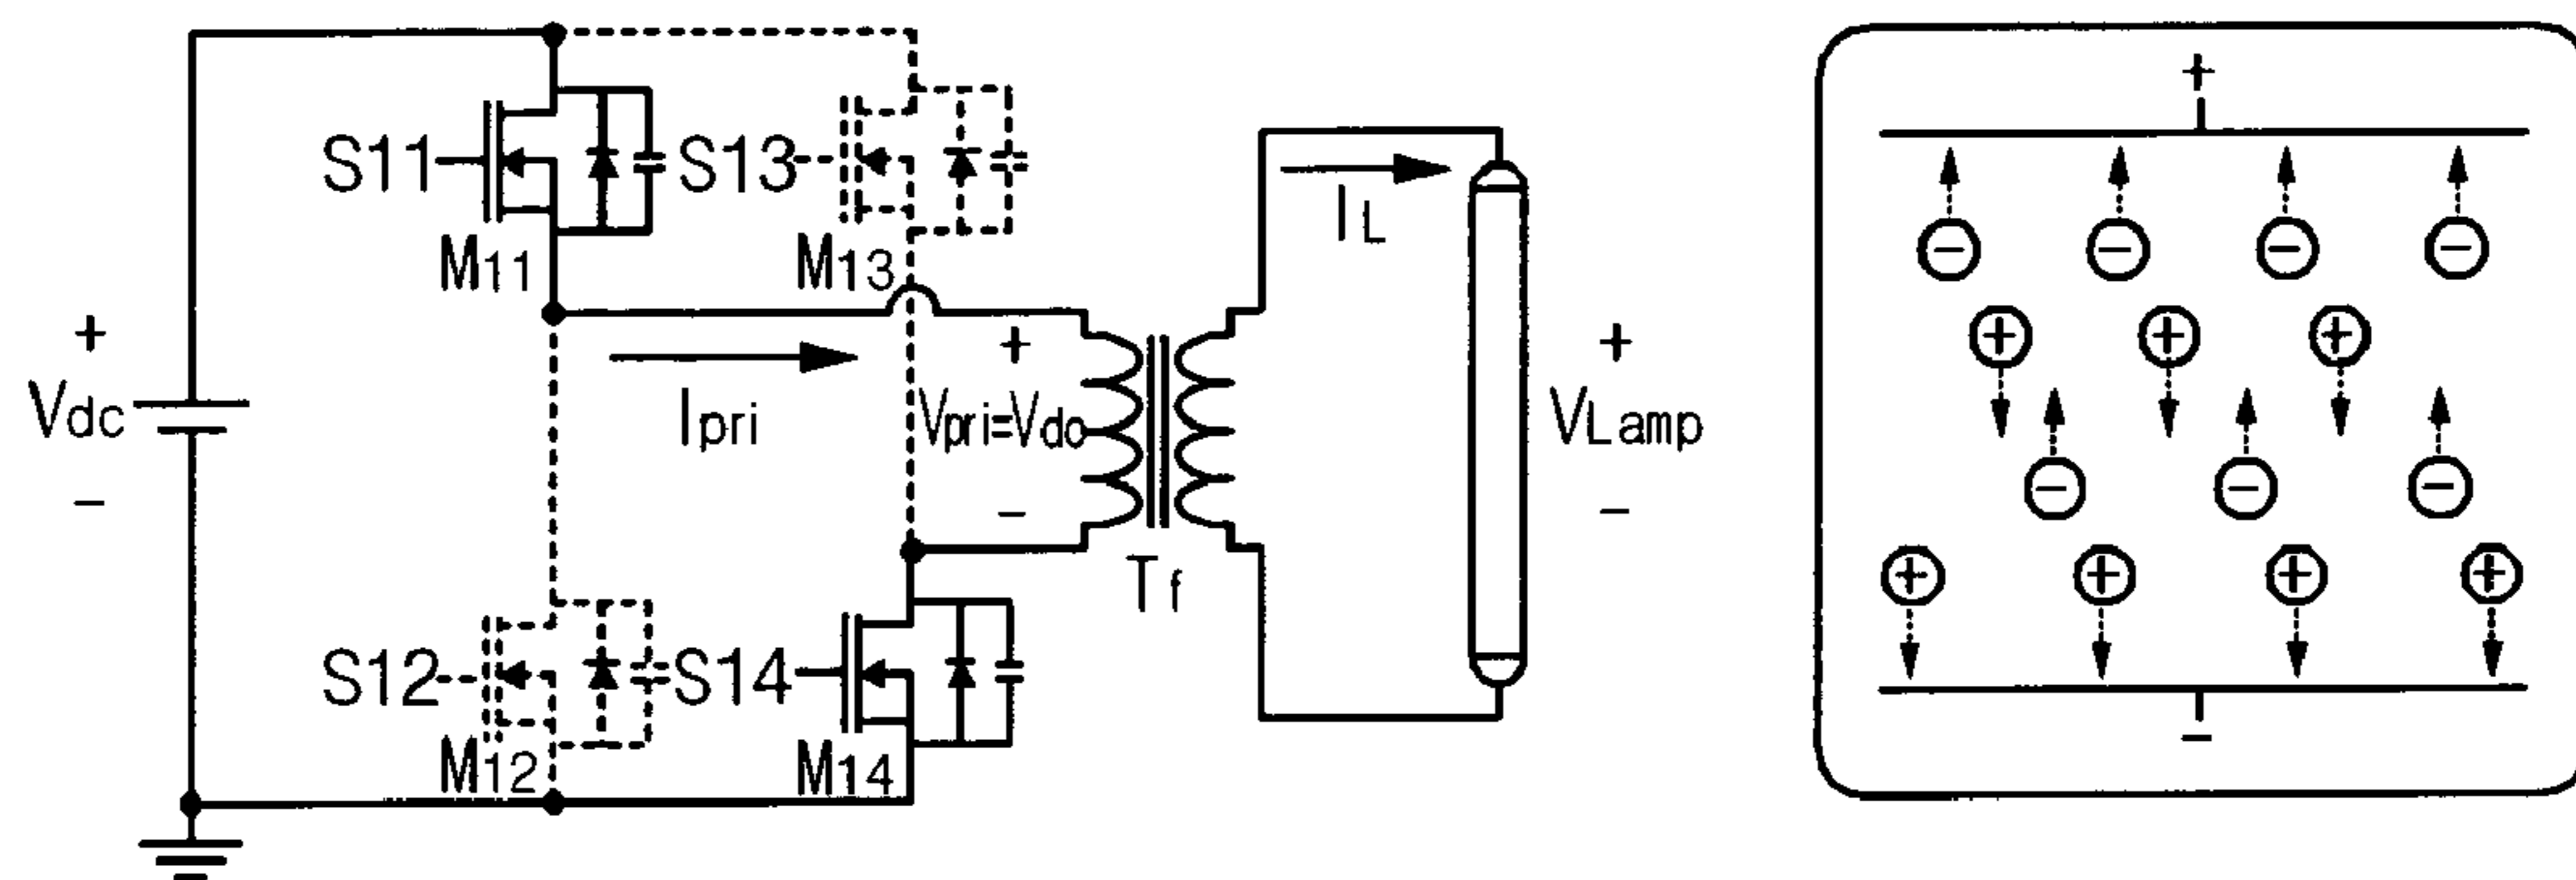 S11
S13
M11
M13
+
Vdc
−
Ipri
+
Vpri=Vdc
−
Tf
IL
+
VLamp
−
S12
S14
M12
M14
+
− − − −
+ + +
− − −
+ + + +
−